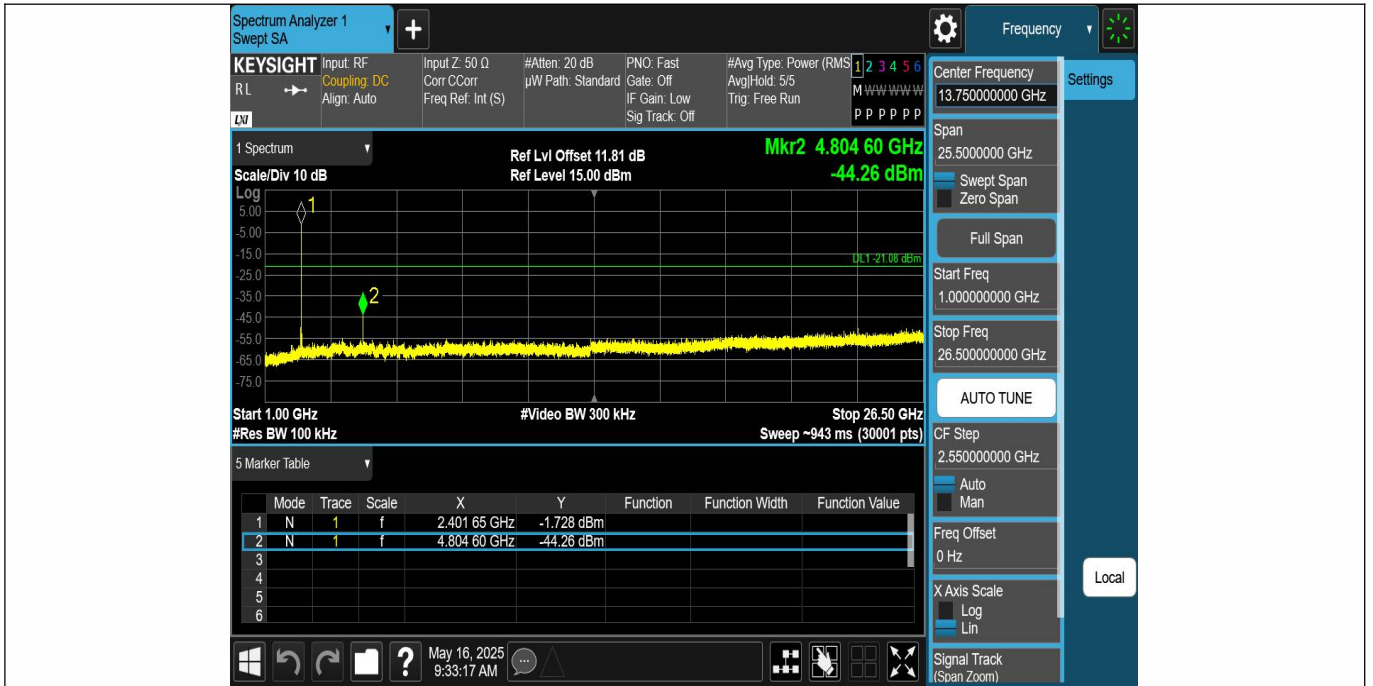 Spectrum Analyzer 1
Swept SA
+
Frequency
KEYSIGHT
RL
LXI
Input: RF
Coupling: DC
Align: Auto
Input Z: 50 Ω
Corr CCorr
Freq Ref: Int (S)
#Atten: 20 dB
µW Path: Standard
PNO: Fast
Gate: Off
IF Gain: Low
Sig Track: Off
#Avg Type: Power (RMS
Avg|Hold: 5/5
Trig: Free Run
1 2 3 4 5 6
M W W W W W
P P P P P P
1 Spectrum
Scale/Div 10 dB
Ref Lvl Offset 11.81 dB
Ref Level 15.00 dBm
Mkr2 4.804 60 GHz
-44.26 dBm
Log
5.00
-5.00
-15.0
-25.0
-35.0
-45.0
-55.0
-65.0
-75.0
1
2
DL1 -21.08 dBm
Start 1.00 GHz
#Video BW 300 kHz
Stop 26.50 GHz
#Res BW 100 kHz
Sweep ~943 ms (30001 pts)
5 Marker Table
Mode Trace Scale X Y Function Function Width Function Value
1 N 1 f 2.401 65 GHz -1.728 dBm
2 N 1 f 4.804 60 GHz -44.26 dBm
3
4
5
6
May 16, 2025
9:33:17 AM
Center Frequency
13.750000000 GHz
Settings
Span
25.5000000 GHz
Swept Span
Zero Span
Full Span
Start Freq
1.000000000 GHz
Stop Freq
26.500000000 GHz
AUTO TUNE
CF Step
2.550000000 GHz
Auto
Man
Freq Offset
0 Hz
X Axis Scale
Log
Lin
Local
Signal Track
(Span Zoom)